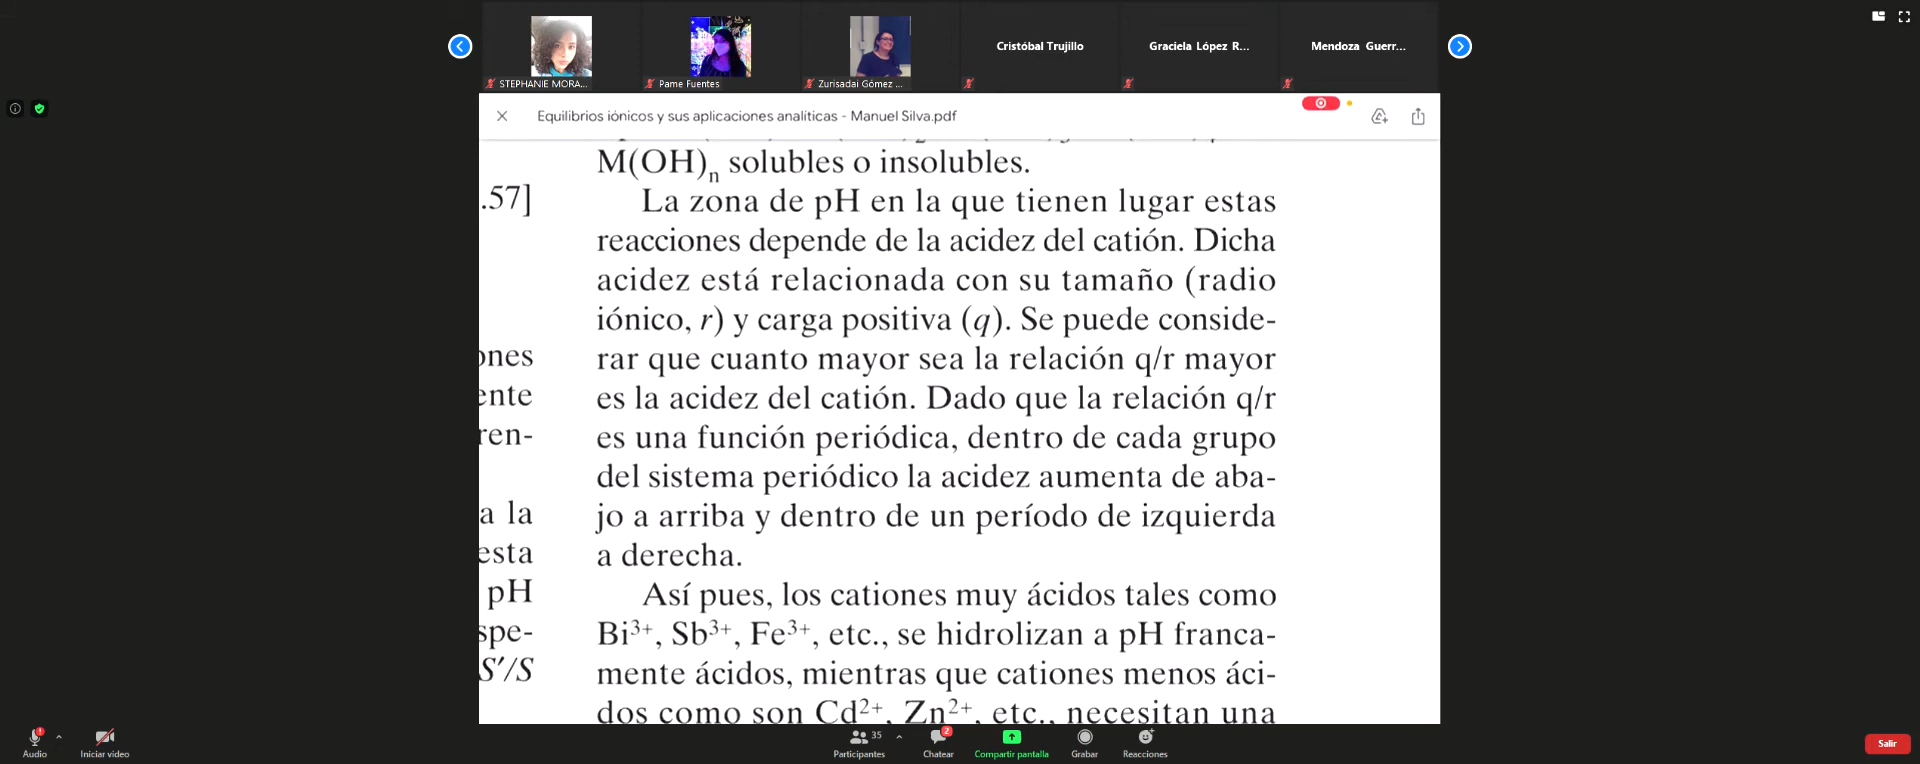 STEPHANIE MORA...
Pame Fuentes
Zurisadai Gómez ...
Cristóbal Trujillo
Graciela López R...
Mendoza Guerr...
Equilibrios iónicos y sus aplicaciones analíticas - Manuel Silva.pdf
.57]
ones
ente
ren-
a la
esta
pH
spe-
S'/S
M(OH)n solubles o insolubles.
La zona de pH en la que tienen lugar estas
reacciones depende de la acidez del catión. Dicha
acidez está relacionada con su tamaño (radio
iónico, r) y carga positiva (q). Se puede conside-
rar que cuanto mayor sea la relación q/r mayor
es la acidez del catión. Dado que la relación q/r
es una función periódica, dentro de cada grupo
del sistema periódico la acidez aumenta de aba-
jo a arriba y dentro de un período de izquierda
a derecha.
Así pues, los cationes muy ácidos tales como
Bi³⁺, Sb³⁺, Fe³⁺, etc., se hidrolizan a pH franca-
mente ácidos, mientras que cationes menos áci-
dos como son Cd²⁺, Zn²⁺, etc., necesitan una
Audio
Iniciar video
35
Participantes
2
Chatear
Compartir pantalla
Grabar
Reacciones
Salir